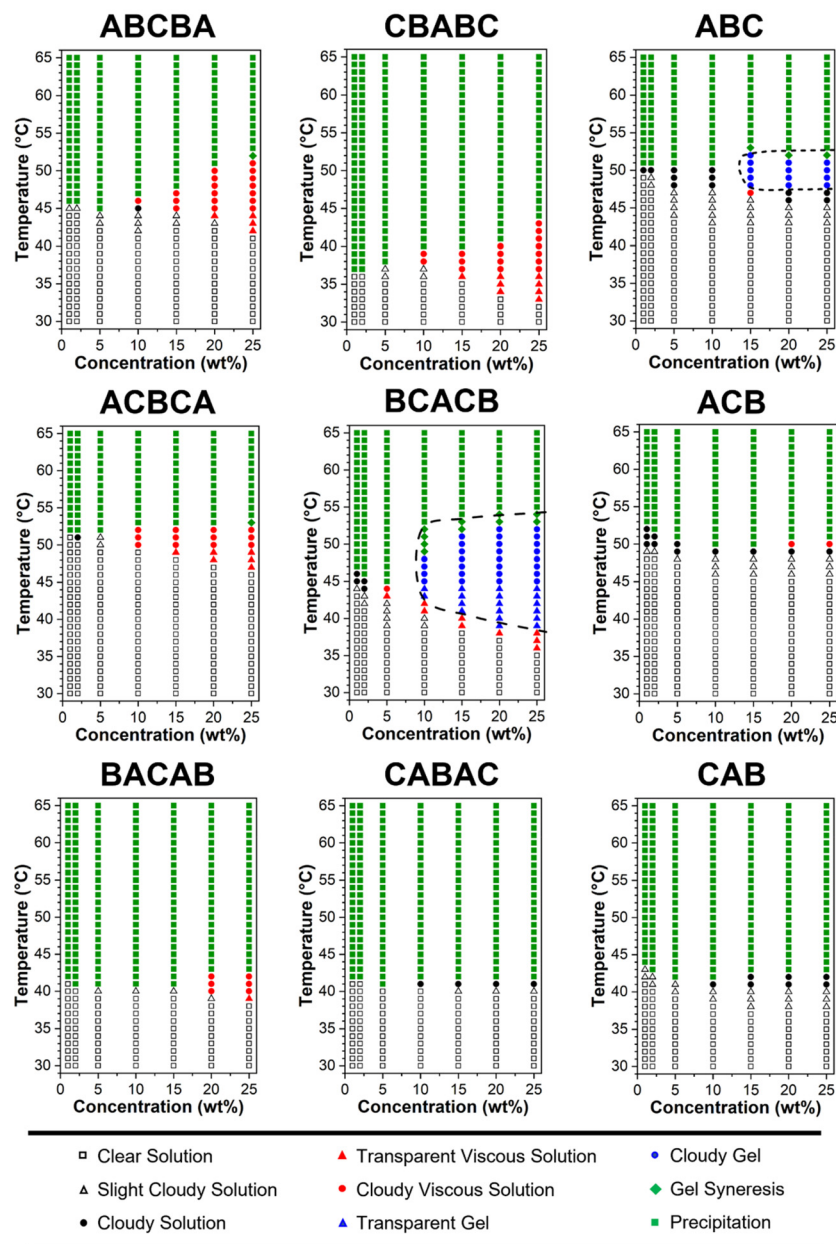 ABCBA CBABC ABC
65
60
55
50
45
40
35
30
Temperature (°C)
0 5 10 15 20 25
Concentration (wt%)
65
60
55
50
45
40
35
30
Temperature (°C)
0 5 10 15 20 25
Concentration (wt%)
65
60
55
50
45
40
35
30
Temperature (°C)
0 5 10 15 20 25
Concentration (wt%)
ACBCA BCACB ACB
65
60
55
50
45
40
35
30
Temperature (°C)
0 5 10 15 20 25
Concentration (wt%)
65
60
55
50
45
40
35
30
Temperature (°C)
0 5 10 15 20 25
Concentration (wt%)
65
60
55
50
45
40
35
30
Temperature (°C)
0 5 10 15 20 25
Concentration (wt%)
BACAB CABAC CAB
65
60
55
50
45
40
35
30
Temperature (°C)
0 5 10 15 20 25
Concentration (wt%)
65
60
55
50
45
40
35
30
Temperature (°C)
0 5 10 15 20 25
Concentration (wt%)
65
60
55
50
45
40
35
30
Temperature (°C)
0 5 10 15 20 25
Concentration (wt%)
Clear Solution Transparent Viscous Solution Cloudy Gel
Slight Cloudy Solution Cloudy Viscous Solution Gel Syneresis
Cloudy Solution Transparent Gel Precipitation